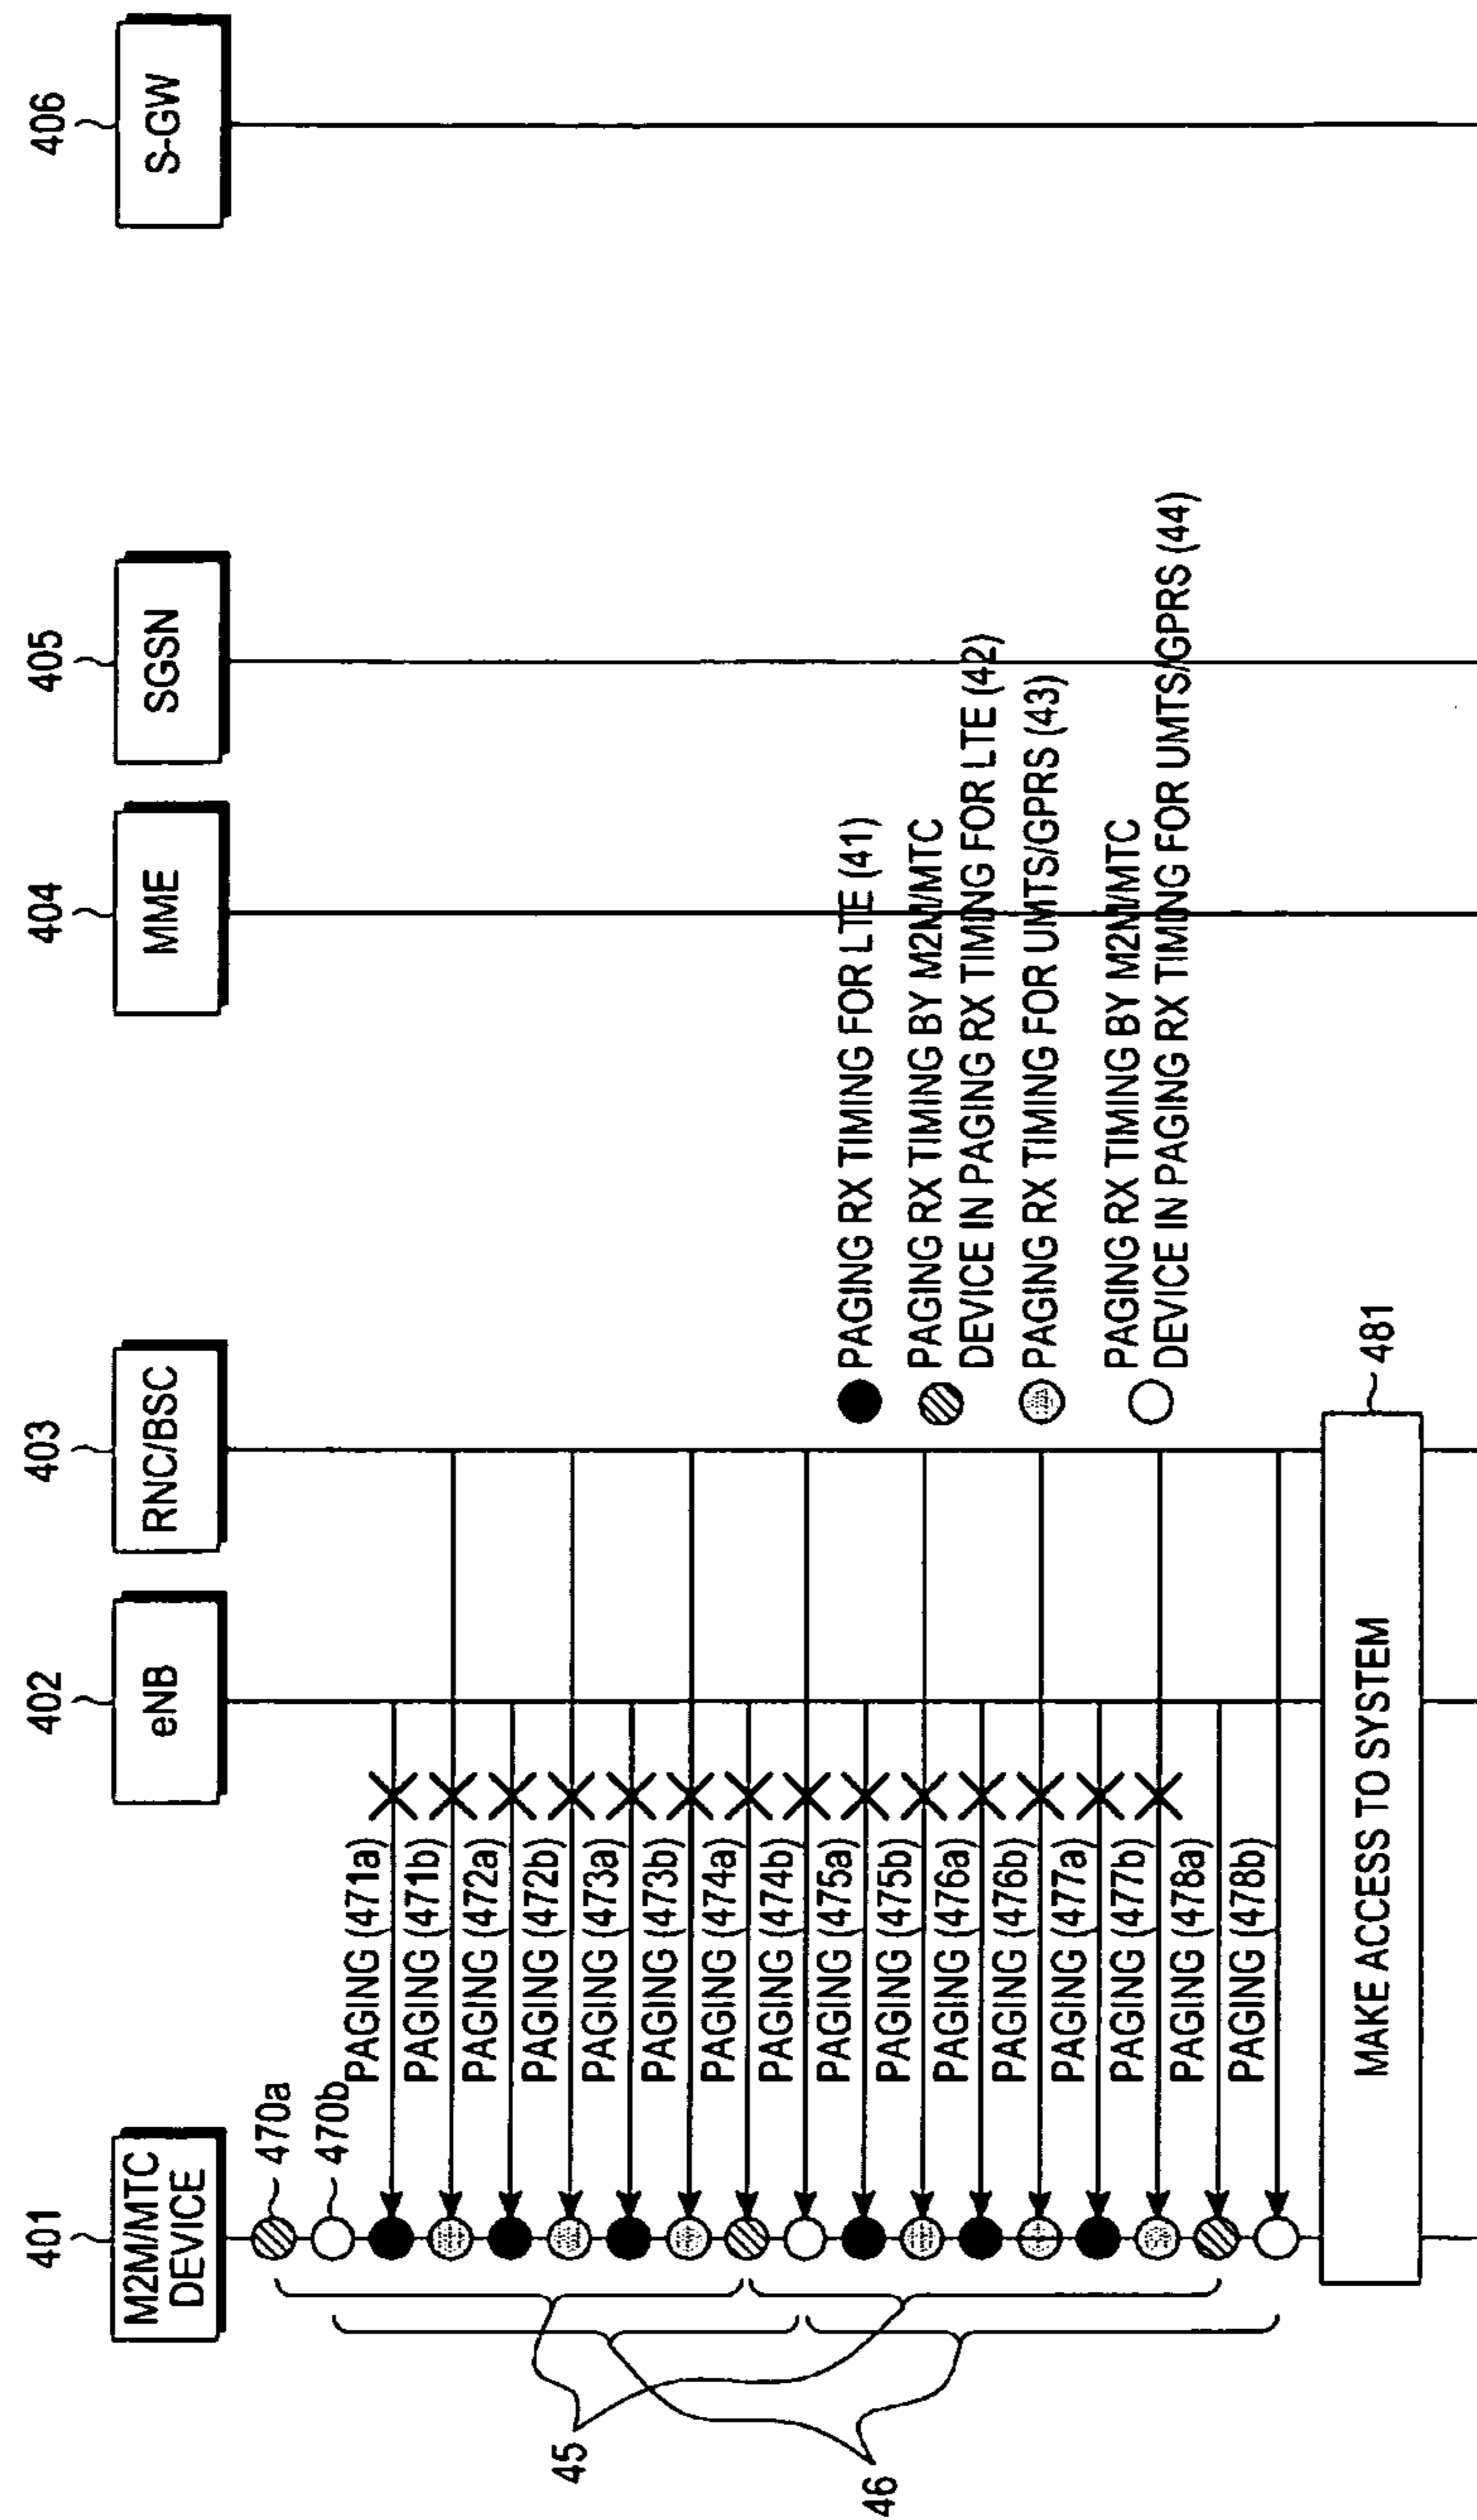 401
402
403
404
405
406
M2M/MTC
DEVICE
eNB
RNC/BSC
MME
SGSN
S-GW
470a
470b
PAGING (471a)
PAGING (471b)
PAGING (472a)
PAGING (472b)
PAGING (473a)
PAGING (473b)
PAGING (474a)
PAGING (474b)
PAGING (475a)
PAGING (475b)
PAGING (476a)
PAGING (476b)
PAGING (477a)
PAGING (477b)
PAGING (478a)
PAGING (478b)
45
46
PAGING RX TIMING FOR LTE (41)
PAGING RX TIMING BY M2M/MTC
DEVICE IN PAGING RX TIMING FOR LTE (42)
PAGING RX TIMING FOR UMTS/GPRS (43)
PAGING RX TIMING BY M2M/MTC
DEVICE IN PAGING RX TIMING FOR UMTS/GPRS (44)
MAKE ACCESS TO SYSTEM
481